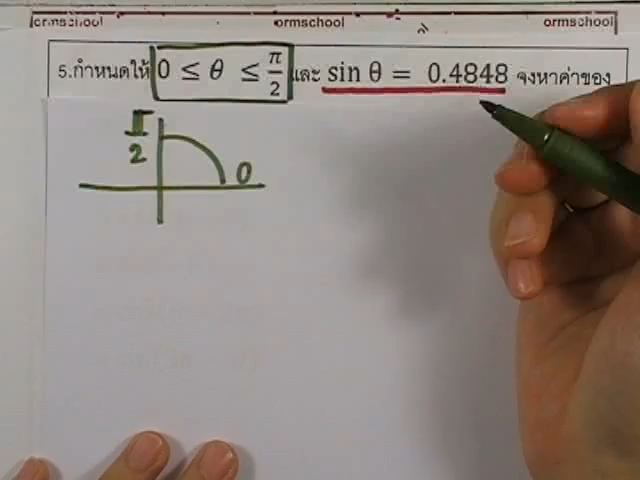 ormschool ormschool ormschool
5.กำหนดให้ 0 ≤ θ ≤ π/2 และ sin θ = 0.4848 จงหาค่าของ
π/2 0